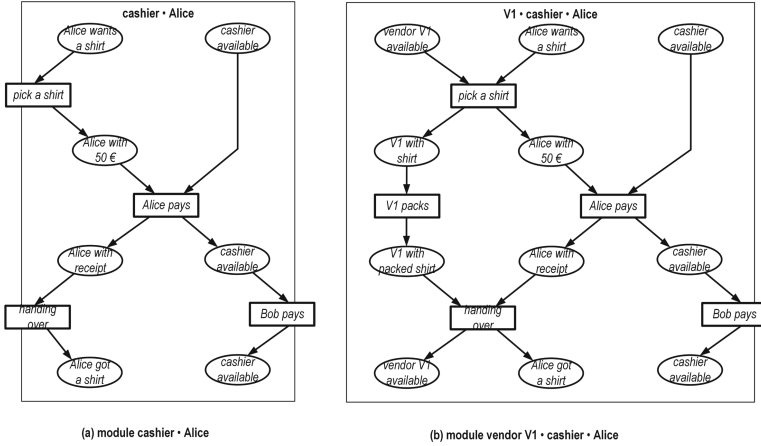 cashier • Alice
Alice wants
a shirt
cashier
available
pick a shirt
Alice with
50 €
Alice pays
Alice with
receipt
cashier
available
handing
over
Bob pays
Alice got
a shirt
cashier
available
(a) module cashier • Alice
V1 • cashier • Alice
vendor V1
available
Alice wants
a shirt
cashier
available
pick a shirt
V1 with
shirt
Alice with
50 €
V1 packs
Alice pays
V1 with
packed shirt
Alice with
receipt
cashier
available
handing
over
Bob pays
vendor V1
available
Alice got
a shirt
cashier
available
(b) module vendor V1 • cashier • Alice